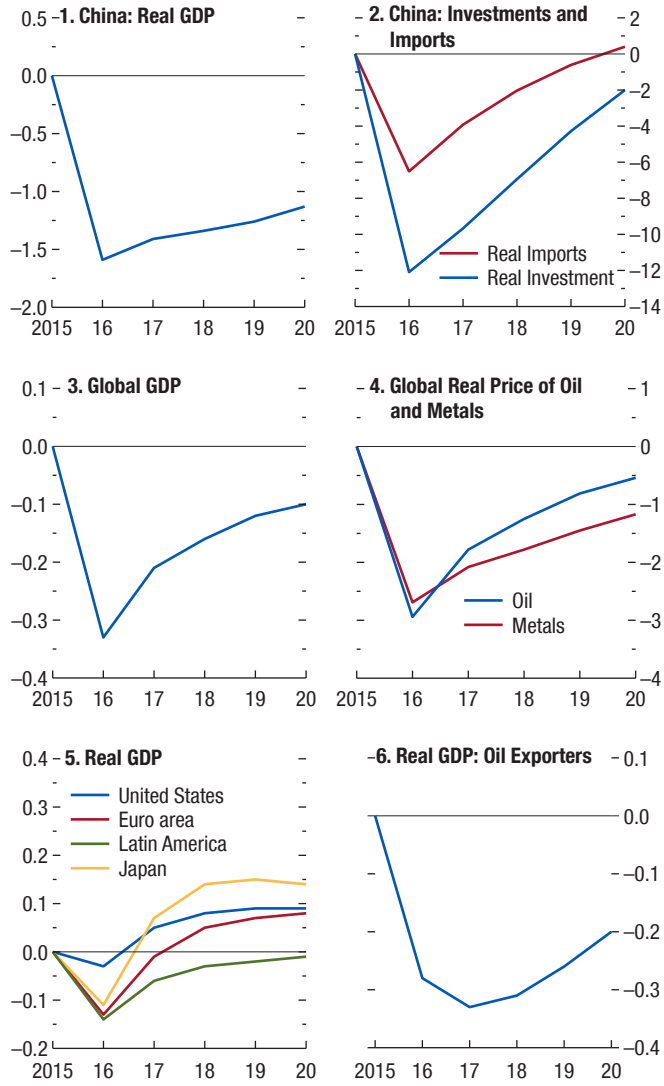 1. China: Real GDP
0.5
0.0
–0.5
–1.0
–1.5
–2.0
2015 16 17 18 19 20
2. China: Investments and
Imports
2
0
–2
–4
–6
–8
–10
–12
–14
Real Imports
Real Investment
2015 16 17 18 19 20
3. Global GDP
0.1
0.0
–0.1
–0.2
–0.3
–0.4
2015 16 17 18 19 20
4. Global Real Price of Oil
and Metals
1
0
–1
–2
–3
–4
Oil
Metals
2015 16 17 18 19 20
5. Real GDP
0.4
0.3
0.2
0.1
0.0
–0.1
–0.2
United States
Euro area
Latin America
Japan
2015 16 17 18 19 20
6. Real GDP: Oil Exporters
0.1
0.0
–0.1
–0.2
–0.3
–0.4
2015 16 17 18 19 20